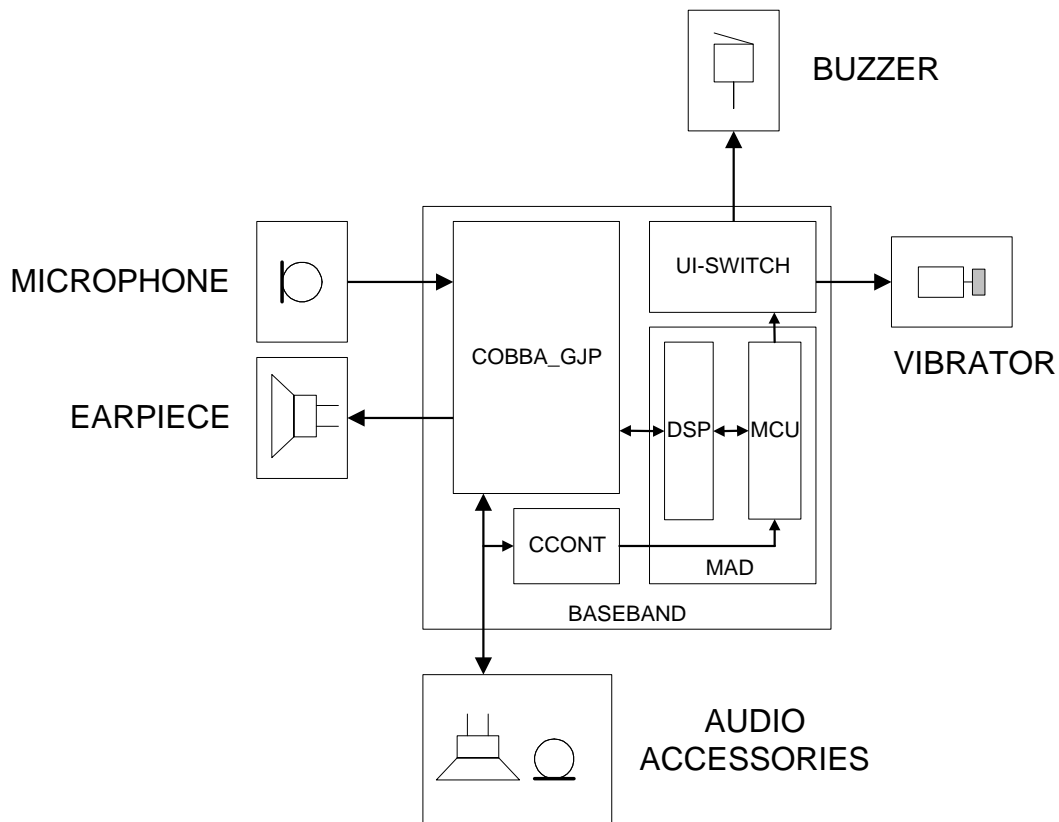 BUZZER
UI-SWITCH
MICROPHONE
COBBA_GJP
VIBRATOR
EARPIECE
DSP
MCU
CCONT
MAD
BASEBAND
AUDIO
ACCESSORIES